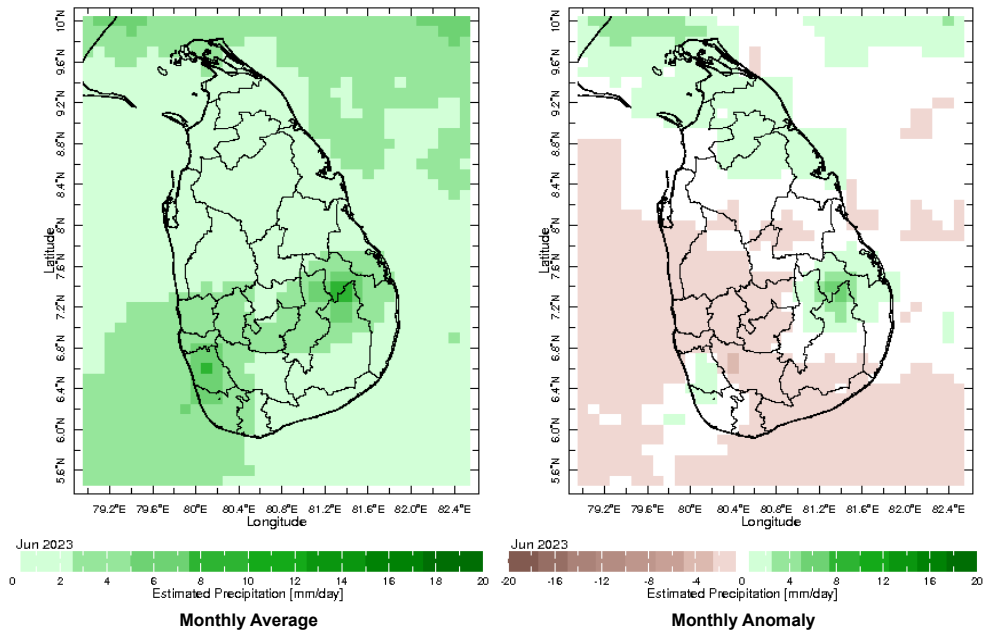 10°N
9.6°N
9.2°N
8.8°N
8.4°N
8°N
7.6°N
7.2°N
6.8°N
6.4°N
6.0°N
5.6°N
Latitude
79.2°E 79.6°E 80°E 80.4°E 80.8°E 81.2°E 81.6°E 82.0°E 82.4°E
Longitude
Jun 2023
0 2 4 6 8 10 12 14 16 18 20
Estimated Precipitation [mm/day]
Monthly Average
10°N
9.6°N
9.2°N
8.8°N
8.4°N
8°N
7.6°N
7.2°N
6.8°N
6.4°N
6.0°N
5.6°N
Latitude
79.2°E 79.6°E 80°E 80.4°E 80.8°E 81.2°E 81.6°E 82.0°E 82.4°E
Longitude
Jun 2023
-20 -16 -12 -8 -4 0 4 8 12 16 20
Estimated Precipitation [mm/day]
Monthly Anomaly